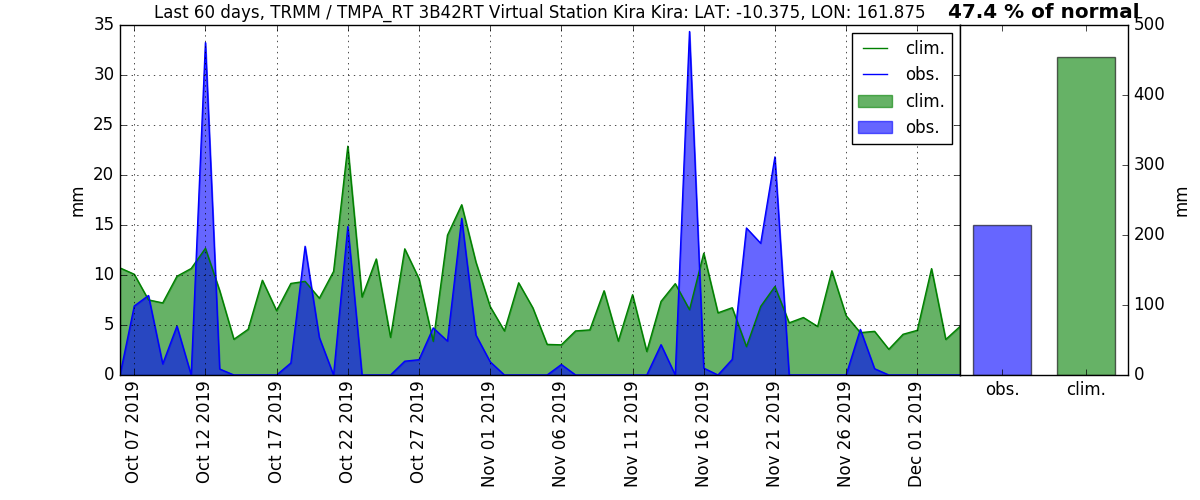 Last 60 days, TRMM / TMPA_RT 3B42RT Virtual Station Kira Kira: LAT: -10.375, LON: 161.875
47.4 % of normal
35
30
25
20
15
10
5
0
mm
clim.
obs.
clim.
obs.
500
400
300
200
100
0
mm
Oct 07 2019
Oct 12 2019
Oct 17 2019
Oct 22 2019
Oct 27 2019
Nov 01 2019
Nov 06 2019
Nov 11 2019
Nov 16 2019
Nov 21 2019
Nov 26 2019
Dec 01 2019
obs.
clim.